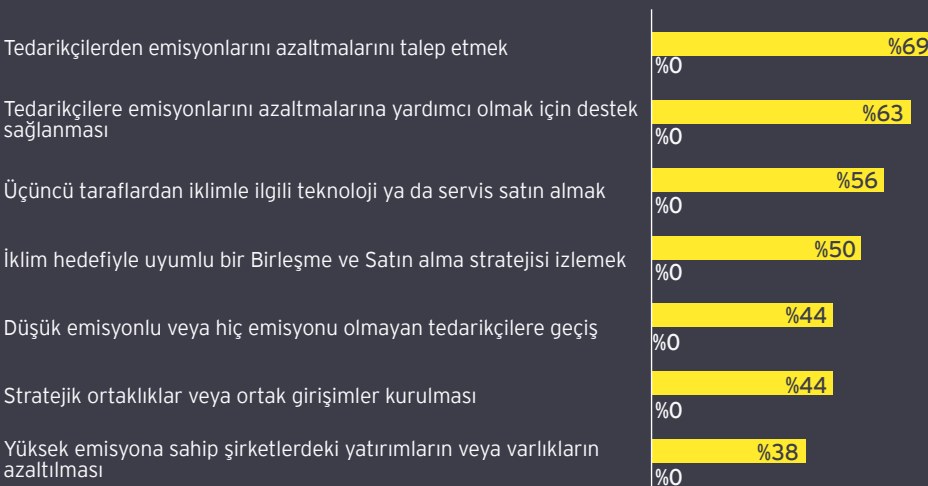 Tedarikçilerden emisyonlarını azaltmalarını talep etmek
%69
%0
Tedarikçilere emisyonlarını azaltmalarına yardımcı olmak için destek
sağlanması
%63
%0
Üçüncü taraflardan iklimle ilgili teknoloji ya da servis satın almak
%56
%0
İklim hedefiyle uyumlu bir Birleşme ve Satın alma stratejisi izlemek
%50
%0
Düşük emisyonlu veya hiç emisyonu olmayan tedarikçilere geçiş
%44
%0
Stratejik ortaklıklar veya ortak girişimler kurulması
%44
%0
Yüksek emisyona sahip şirketlerdeki yatırımların veya varlıkların
azaltılması
%38
%0